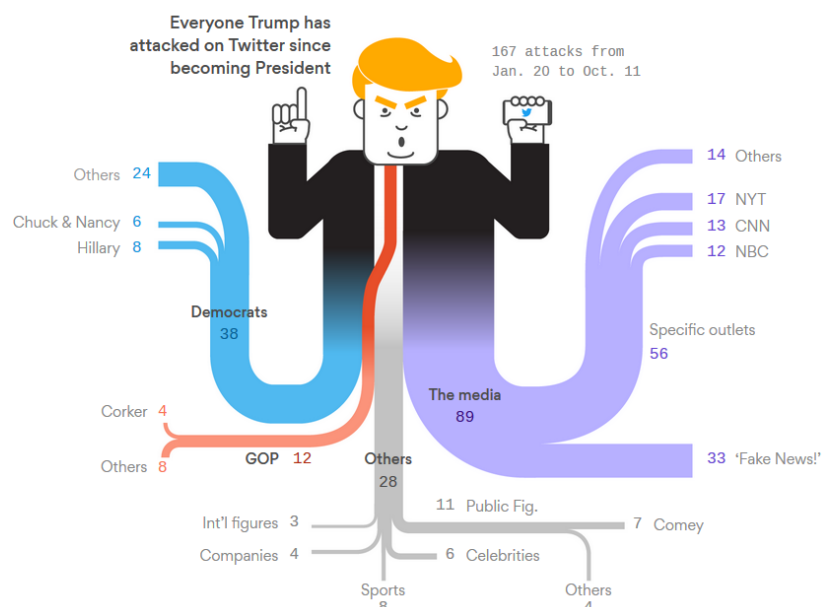 Everyone Trump has
attacked on Twitter since
becoming President
167 attacks from
Jan. 20 to Oct. 11
Others 24
14 Others
Chuck & Nancy 6
17 NYT
Hillary 8
13 CNN
12 NBC
Democrats
38
Specific outlets
56
The media
89
Corker 4
Others 8
GOP 12
Others
28
33 'Fake News!'
11 Public Fig.
Int'l figures 3
7 Comey
Companies 4
6 Celebrities
Sports
8
Others
4